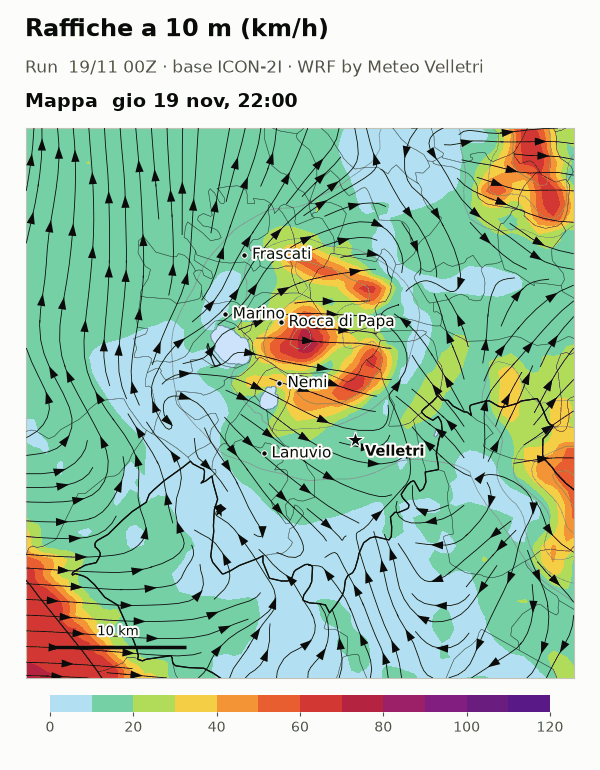 Raffiche a 10 m (km/h)
Run  19/11 00Z · base ICON-2I · WRF by Meteo Velletri
Mappa  gio 19 nov, 22:00
Frascati
Marino
Rocca di Papa
Nemi
Velletri
Lanuvio
10 km
0 20 40 60 80 100 120